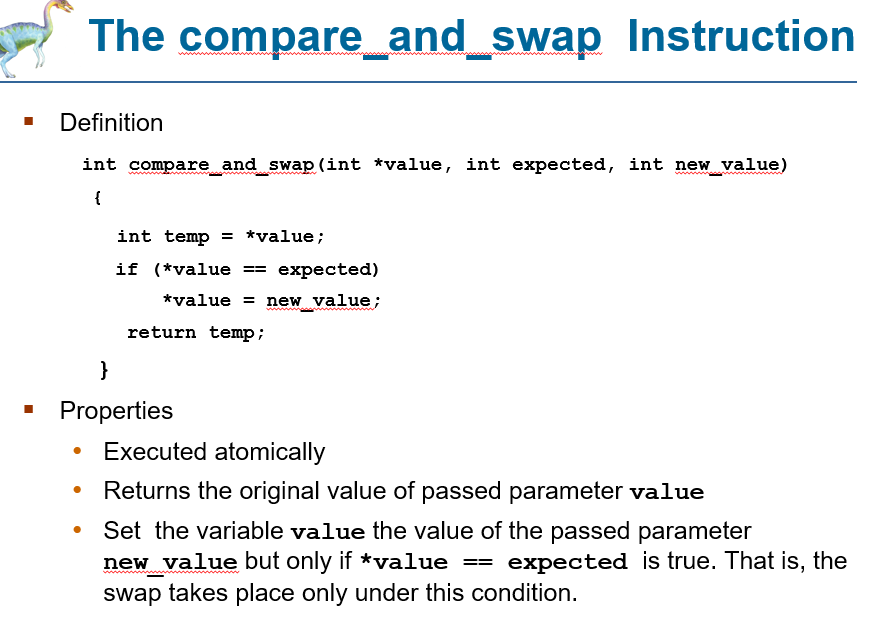 The compare_and_swap Instruction
Definition
int compare_and_swap(int *value, int expected, int new_value)
{
int temp = *value;
if (*value == expected)
*value = new_value;
return temp;
}
Properties
Executed atomically
Returns the original value of passed parameter value
Set the variable value the value of the passed parameter
new_value but only if *value == expected is true. That is, the
swap takes place only under this condition.